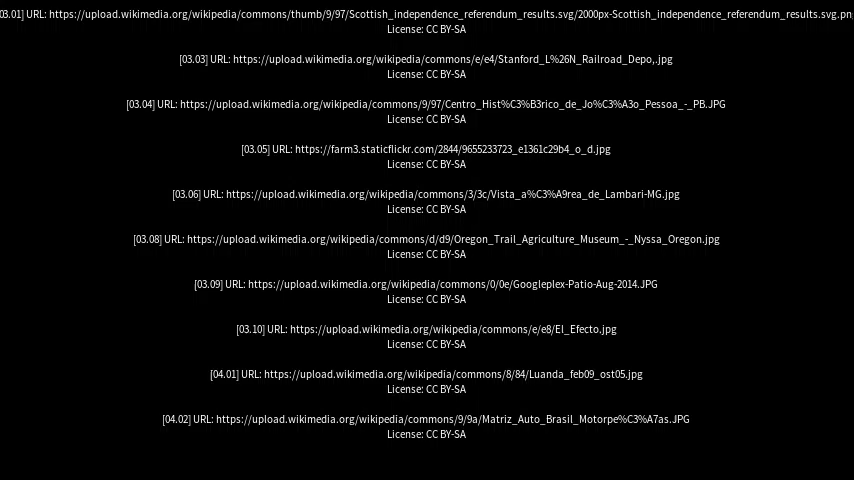 03.01] URL: https://upload.wikimedia.org/wikipedia/commons/thumb/9/97/Scottish_independence_referendum_results.svg/2000px-Scottish_independence_referendum_results.svg.pn
License: CC BY-SA
[03.03] URL: https://upload.wikimedia.org/wikipedia/commons/e/e4/Stanford_L%26N_Railroad_Depo,.jpg
License: CC BY-SA
[03.04] URL: https://upload.wikimedia.org/wikipedia/commons/9/97/Centro_Hist%C3%B3rico_de_Jo%C3%A3o_Pessoa_-_PB.JPG
License: CC BY-SA
[03.05] URL: https://farm3.staticflickr.com/2844/9655233723_e1361c29b4_o_d.jpg
License: CC BY-SA
[03.06] URL: https://upload.wikimedia.org/wikipedia/commons/3/3c/Vista_a%C3%A9rea_de_Lambari-MG.jpg
License: CC BY-SA
[03.08] URL: https://upload.wikimedia.org/wikipedia/commons/d/d9/Oregon_Trail_Agriculture_Museum_-_Nyssa_Oregon.jpg
License: CC BY-SA
[03.09] URL: https://upload.wikimedia.org/wikipedia/commons/0/0e/Googleplex-Patio-Aug-2014.JPG
License: CC BY-SA
[03.10] URL: https://upload.wikimedia.org/wikipedia/commons/e/e8/El_Efecto.jpg
License: CC BY-SA
[04.01] URL: https://upload.wikimedia.org/wikipedia/commons/8/84/Luanda_feb09_ost05.jpg
License: CC BY-SA
[04.02] URL: https://upload.wikimedia.org/wikipedia/commons/9/9a/Matriz_Auto_Brasil_Motorpe%C3%A7as.JPG
License: CC BY-SA